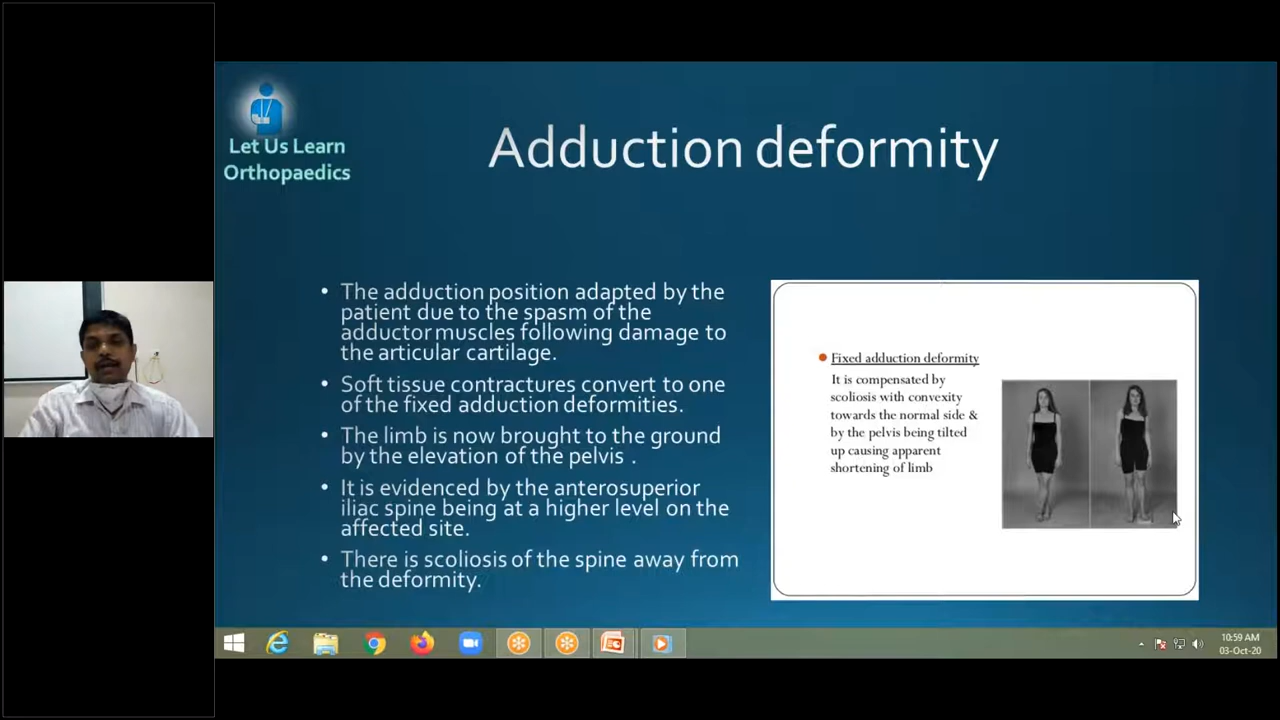 Let Us Learn
Orthopaedics
Adduction deformity
• The adduction position adapted by the
patient due to the spasm of the
adductor muscles following damage to
the articular cartilage.
• Soft tissue contractures convert to one
of the fixed adduction deformities.
• The limb is now brought to the ground
by the elevation of the pelvis .
• It is evidenced by the anterosuperior
iliac spine being at a higher level on the
affected site.
• There is scoliosis of the spine away from
the deformity.
Fixed adduction deformity
It is compensated by
scoliosis with convexity
towards the normal side &
by the pelvis being tilted
up causing apparent
shortening of limb
10:59 AM
03-Oct-20